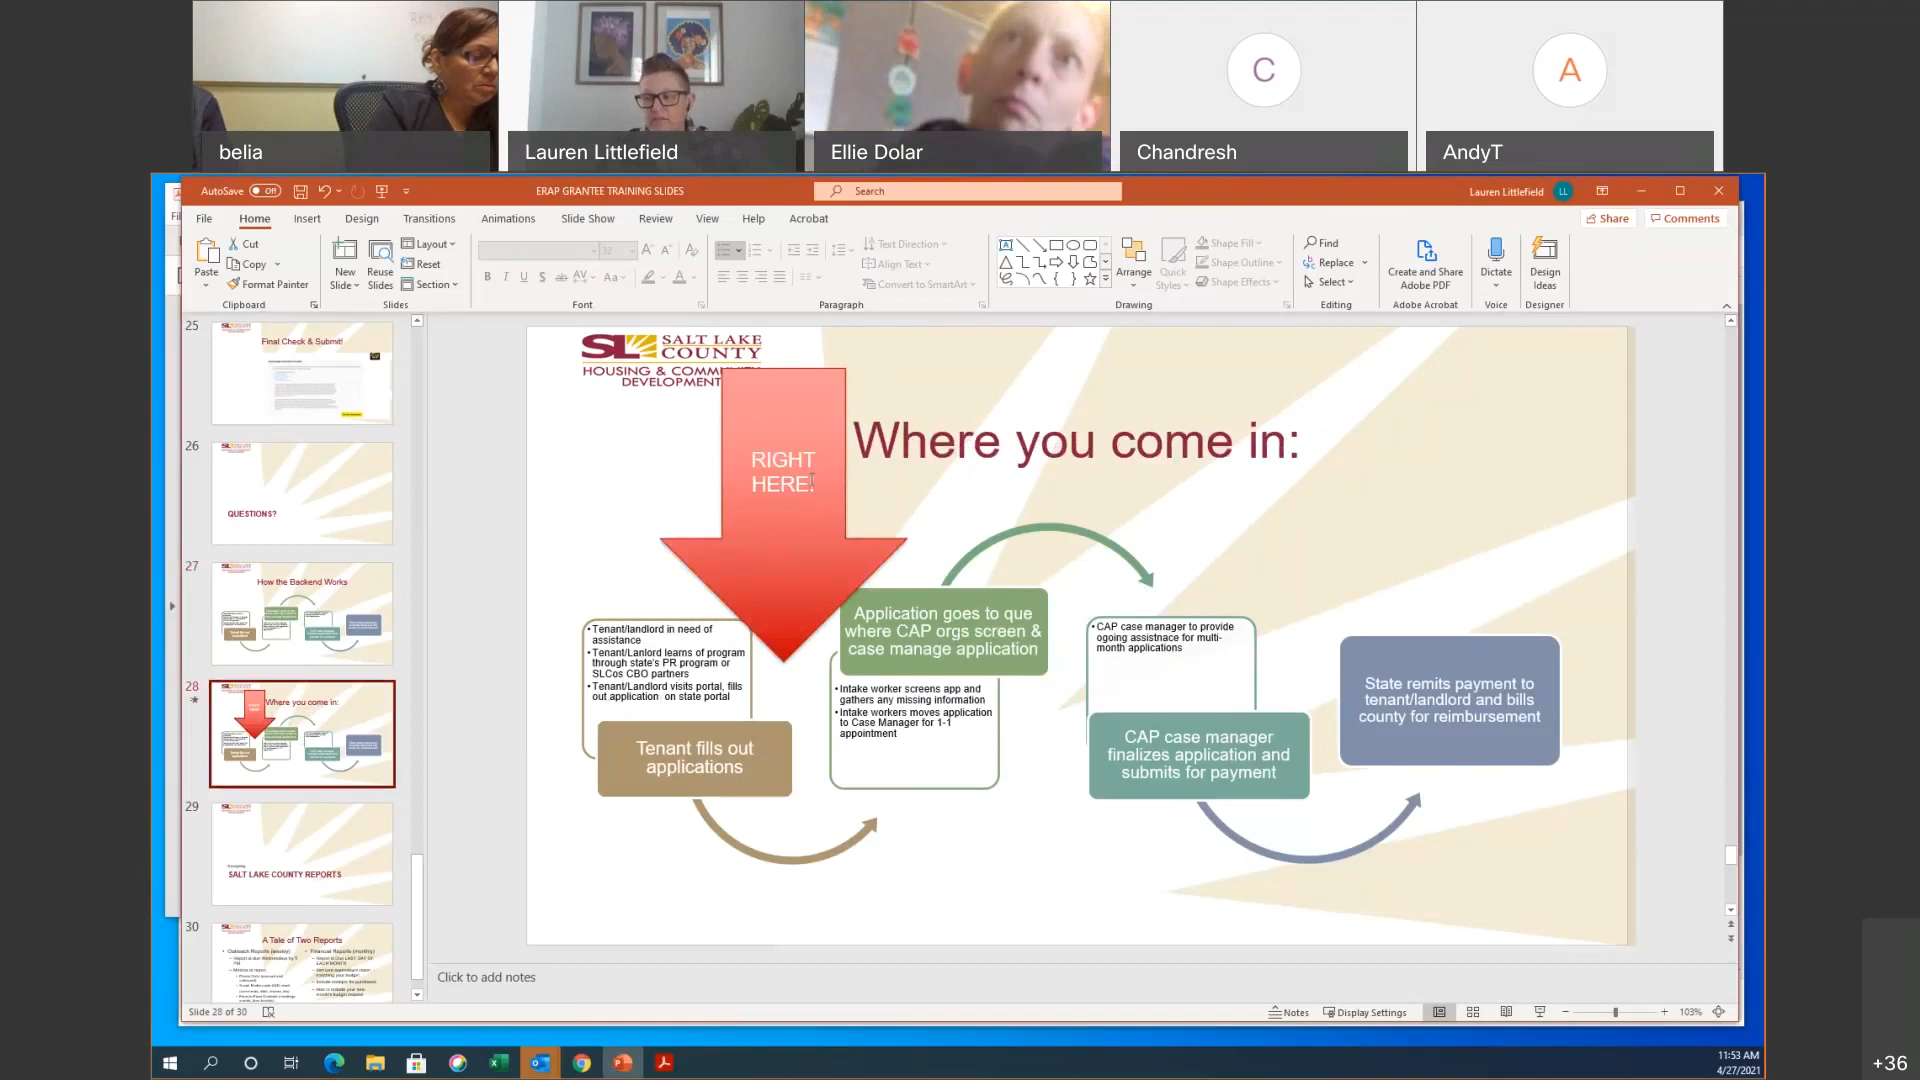 belia
Lauren Littlefield
Ellie Dolar
C
Chandresh
A
AndyT
AutoSave Off
ERAP GRANTEE TRAINING SLIDES
Search
Lauren Littlefield LL
File Home Insert Design Transitions Animations Slide Show Review View Help Acrobat
Share Comments
Paste
Cut
Copy
Format Painter
Clipboard
New
Slide
Reuse
Slides
Layout
Reset
Section
Slides
32
Font
Text Direction
Align Text
Convert to SmartArt
Paragraph
Arrange
Quick
Styles
Shape Fill
Shape Outline
Shape Effects
Drawing
Find
Replace
Select
Editing
Create and Share
Adobe PDF
Adobe Acrobat
Dictate
Voice
Design
Ideas
Designer
25
Final Check & Submit!
26
QUESTIONS?
27
How the Backend Works
28
Where you come in:
29
SALT LAKE COUNTY REPORTS
30
A Tale of Two Reports
SL SALT LAKE
COUNTY
HOUSING & COMMUNITY
DEVELOPMENT
Where you come in:
RIGHT
HERE!
• Tenant/landlord in need of
assistance
• Tenant/Lanlord learns of program
through state's PR program or
SLCos CBO partners
• Tenant/Landlord visits portal, fills
out application on state portal
Tenant fills out
applications
Application goes to que
where CAP orgs screen &
case manage application
• Intake worker screens app and
gathers any missing information
• Intake workers moves application
to Case Manager for 1-1
appointment
• CAP case manager to provide
ogoing assistnace for multi-
month applications
CAP case manager
finalizes application and
submits for payment
State remits payment to
tenant/landlord and bills
county for reimbursement
Click to add notes
Slide 28 of 30
Notes
Display Settings
103%
11:53 AM
4/27/2021
+36